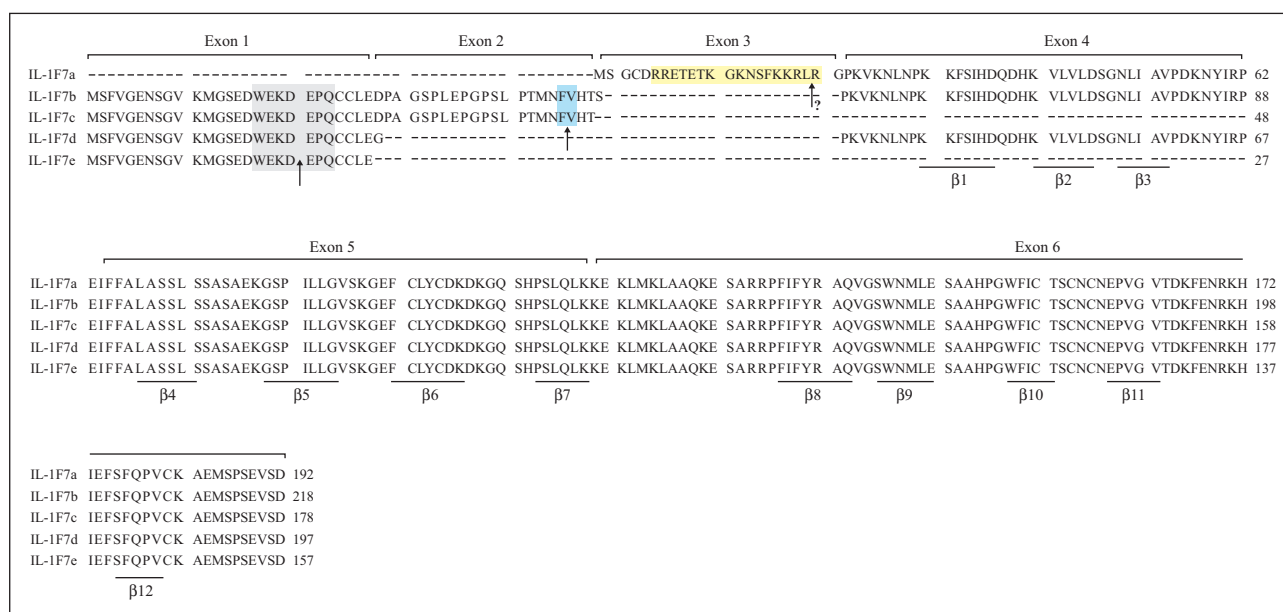 Exon 1 Exon 2 Exon 3 Exon 4
IL-1F7a ---------- ---------- ---------- ---------- ----MS GCDRRETETK GKNSFKKRLR GPKVKNLNPK KFSIHDQDHK VLVLDSGNLI AVPDKNYIRP 62
IL-1F7b MSFVGENSGV KMGSEDWEKD EPQCCLEDPA GSPLEPGPSL PTMNFVHTS- ---------- -PKVKNLNPK KFSIHDQDHK VLVLDSGNLI AVPDKNYIRP 88
?
IL-1F7c MSFVGENSGV KMGSEDWEKD EPQCCLEDPA GSPLEPGPSL PTMNFVHT-- ---------- ---------- ---------- ---------- ---------- 48
IL-1F7d MSFVGENSGV KMGSEDWEKD EPQCCLEG-- ---------- ---------- ---------- -PKVKNLNPK KFSIHDQDHK VLVLDSGNLI AVPDKNYIRP 67
IL-1F7e MSFVGENSGV KMGSEDWEKD EPQCCLE--- ---------- ---------- ---------- ---------- ---------- ---------- ---------- 27
β1 β2 β3
Exon 5 Exon 6
IL-1F7a EIFFALASSL SSASAEKGSP ILLGVSKGEF CLYCDKDKGQ SHPSLQLKKE KLMKLAAQKE SARRPFIFYR AQVGSWNMLE SAAHPGWFIC TSCNCNEPVG VTDKFENRKH 172
IL-1F7b EIFFALASSL SSASAEKGSP ILLGVSKGEF CLYCDKDKGQ SHPSLQLKKE KLMKLAAQKE SARRPFIFYR AQVGSWNMLE SAAHPGWFIC TSCNCNEPVG VTDKFENRKH 198
IL-1F7c EIFFALASSL SSASAEKGSP ILLGVSKGEF CLYCDKDKGQ SHPSLQLKKE KLMKLAAQKE SARRPFIFYR AQVGSWNMLE SAAHPGWFIC TSCNCNEPVG VTDKFENRKH 158
IL-1F7d EIFFALASSL SSASAEKGSP ILLGVSKGEF CLYCDKDKGQ SHPSLQLKKE KLMKLAAQKE SARRPFIFYR AQVGSWNMLE SAAHPGWFIC TSCNCNEPVG VTDKFENRKH 177
IL-1F7e EIFFALASSL SSASAEKGSP ILLGVSKGEF CLYCDKDKGQ SHPSLQLKKE KLMKLAAQKE SARRPFIFYR AQVGSWNMLE SAAHPGWFIC TSCNCNEPVG VTDKFENRKH 137
β4 β5 β6 β7 β8 β9 β10 β11
IL-1F7a IEFSFQPVCK AEMSPSEVSD 192
IL-1F7b IEFSFQPVCK AEMSPSEVSD 218
IL-1F7c IEFSFQPVCK AEMSPSEVSD 178
IL-1F7d IEFSFQPVCK AEMSPSEVSD 197
IL-1F7e IEFSFQPVCK AEMSPSEVSD 157
β12